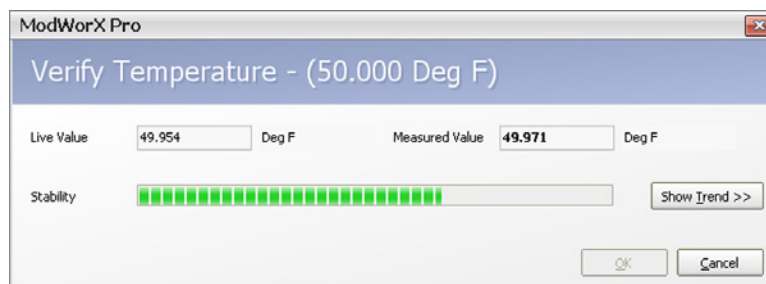 ModWorX Pro
Verify Temperature - (50.000 Deg F)
Live Value 49.954 Deg F Measured Value 49.971 Deg F
Stability Show Trend >>
OK Cancel